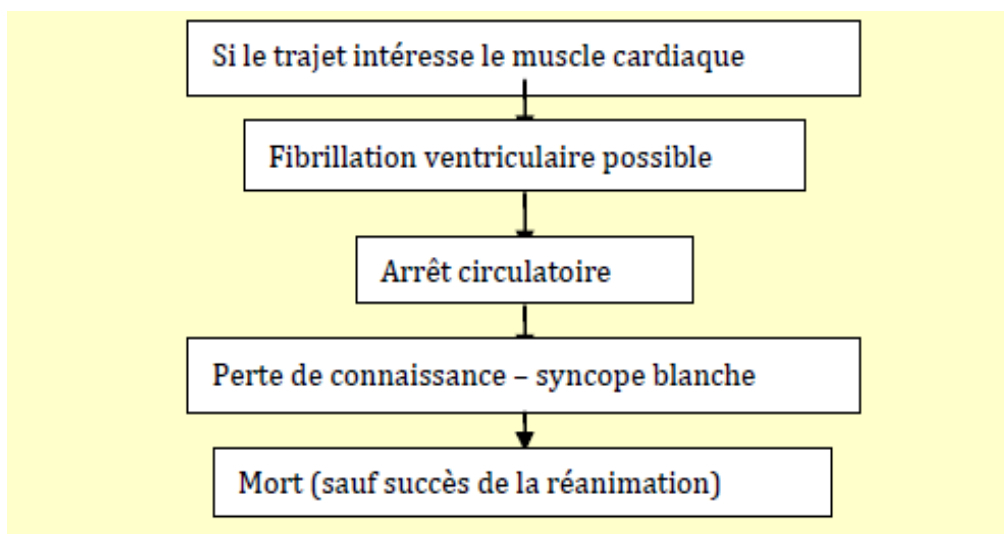 Si le trajet intéresse le muscle cardiaque
Fibrillation ventriculaire possible
Arrêt circulatoire
Perte de connaissance – syncope blanche
Mort (sauf succès de la réanimation)